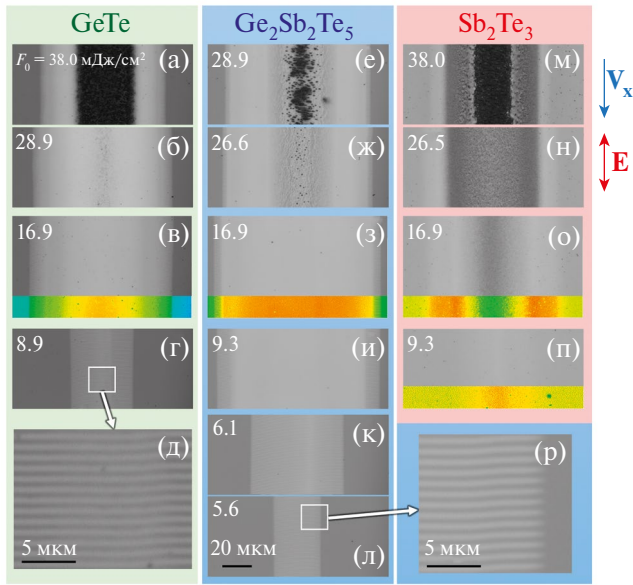 GeTe
F₀ = 38.0 мДж/см²
(а)
28.9
(б)
16.9
(в)
8.9
(г)
(д)
5 мкм
Ge₂Sb₂Te₅
28.9
(е)
26.6
(ж)
16.9
(з)
9.3
(и)
6.1
(к)
5.6
20 мкм
(л)
Sb₂Te₃
38.0
(м)
26.5
(н)
16.9
(о)
9.3
(п)
(р)
5 мкм
Vₓ
E